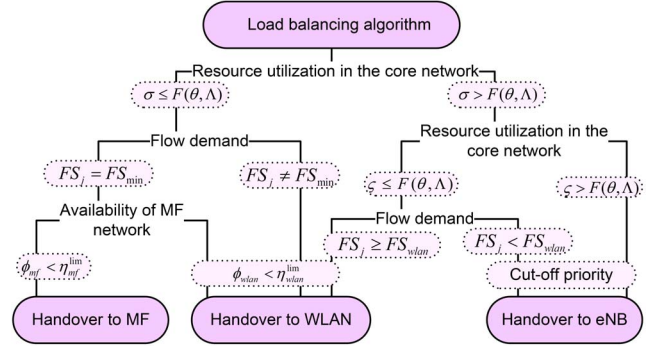 Load balancing algorithm
Resource utilization in the core network
σ ≤ F(θ,Λ)
σ > F(θ,Λ)
Flow demand
Resource utilization in the
core network
FS_j = FS_min
FS_j ≠ FS_min
ς ≤ F(θ,Λ)
ς > F(θ,Λ)
Availability of MF
network
Flow demand
FS_j ≥ FS_wlan
FS_j < FS_wlan
ϕ_mf < η_mf^lim
ϕ_wlan < η_wlan^lim
Cut-off priority
Handover to MF
Handover to WLAN
Handover to eNB